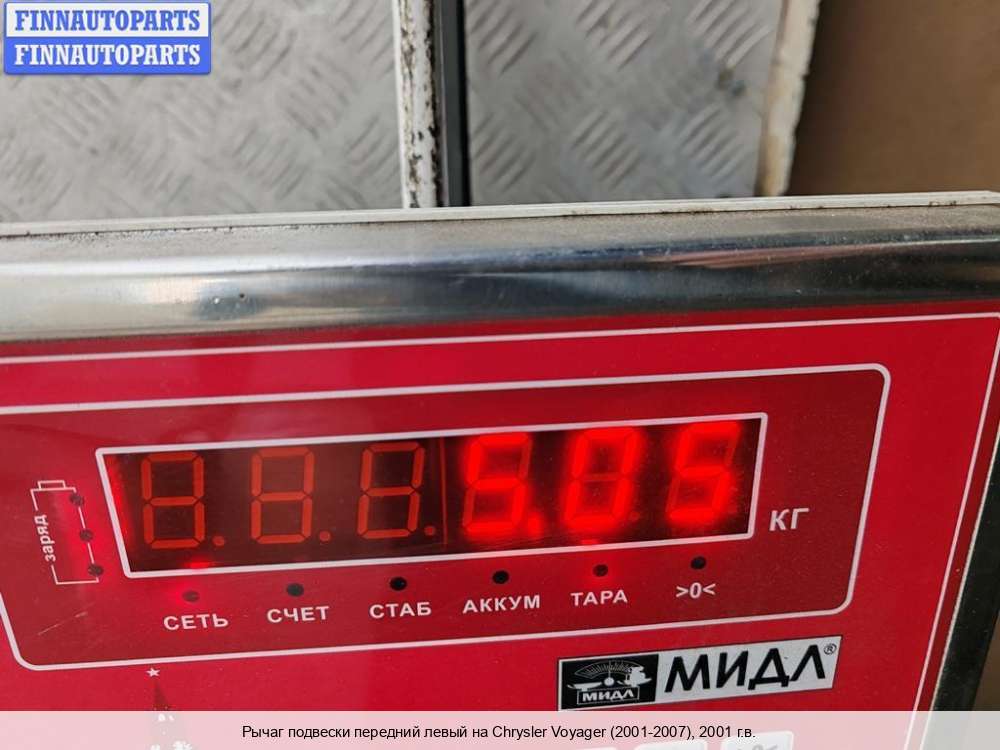 FINNAUTOPARTS
FINNAUTOPARTS
5.05
КГ
заряд
СЕТЬ СЧЕТ СТАБ АККУМ ТАРА >0<
МИДЛ МИДЛ®
Рычаг подвески передний левый на Chrysler Voyager (2001-2007), 2001 г.в.